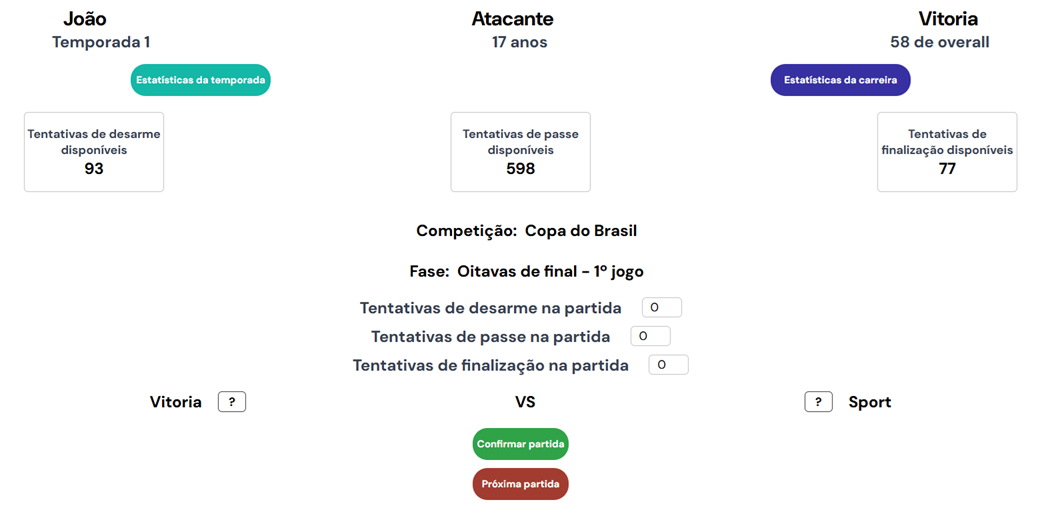 João
Atacante
Vitoria
Temporada 1
17 anos
58 de overall
Estatísticas da temporada
Estatísticas da carreira
Tentativas de desarme
disponíveis
93
Tentativas de passe
disponíveis
598
Tentativas de
finalização disponíveis
77
Competição: Copa do Brasil
Fase: Oitavas de final - 1º jogo
Tentativas de desarme na partida 0
Tentativas de passe na partida 0
Tentativas de finalização na partida 0
Vitoria ? VS ? Sport
Confirmar partida
Próxima partida